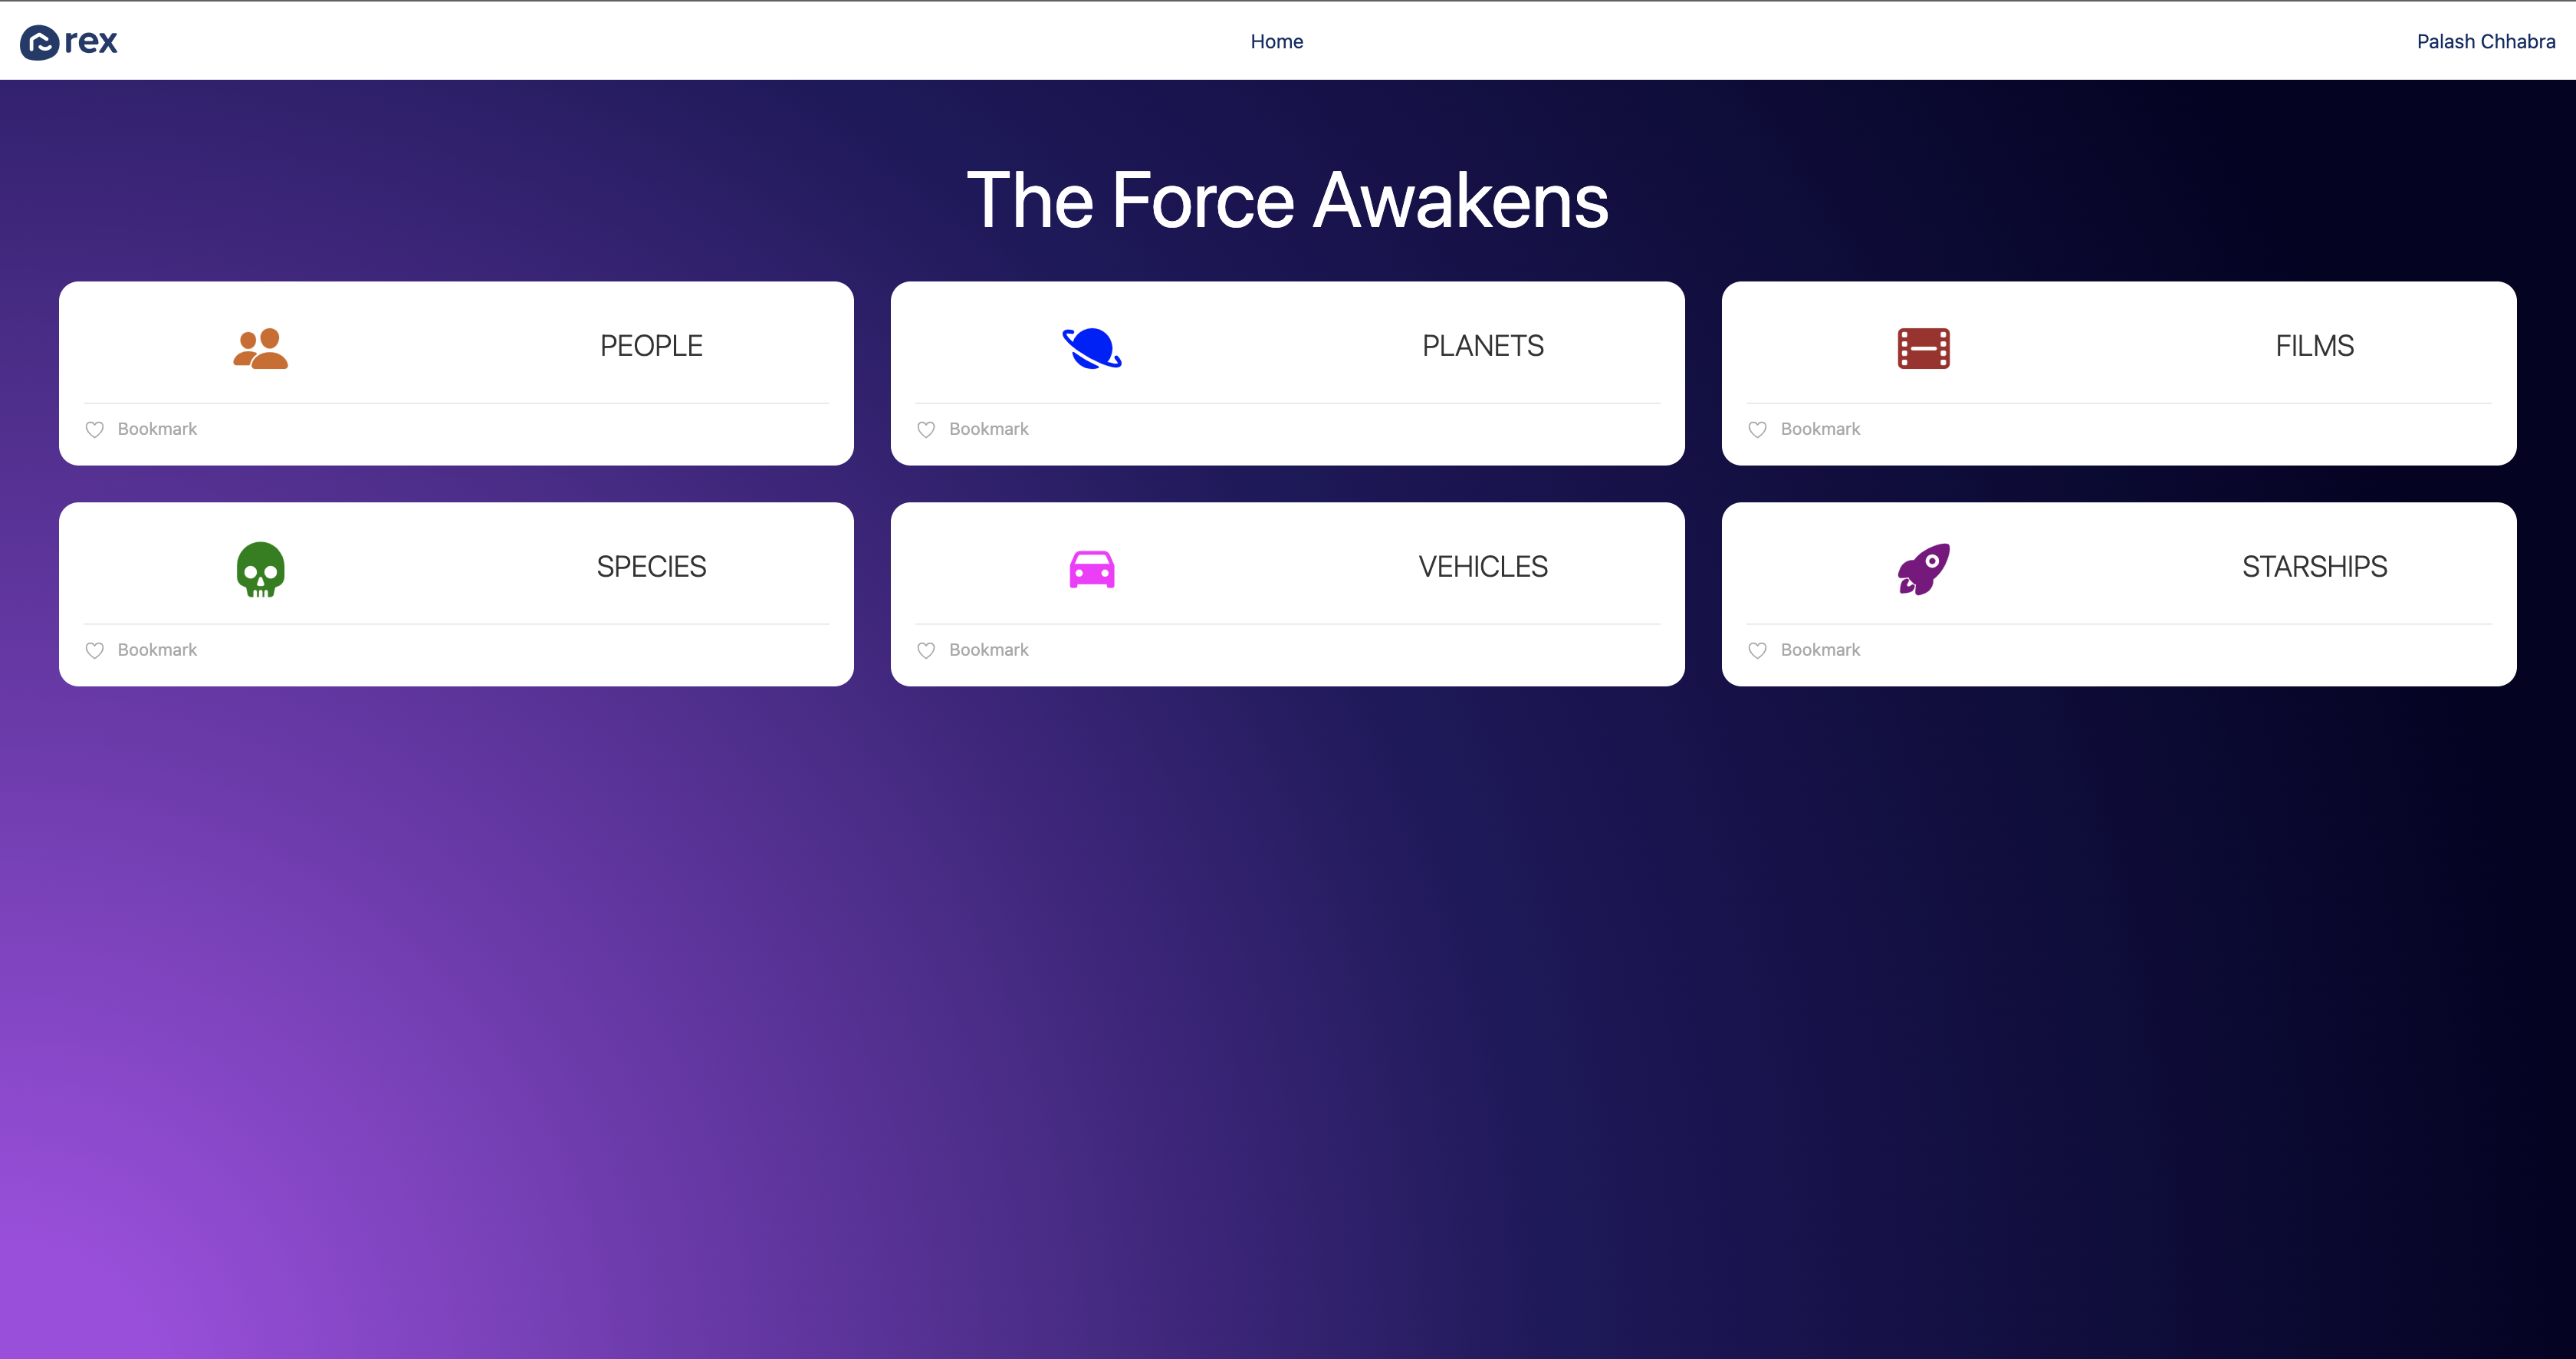 rex
Home
Palash Chhabra
The Force Awakens
PEOPLE
Bookmark
PLANETS
Bookmark
FILMS
Bookmark
SPECIES
Bookmark
VEHICLES
Bookmark
STARSHIPS
Bookmark